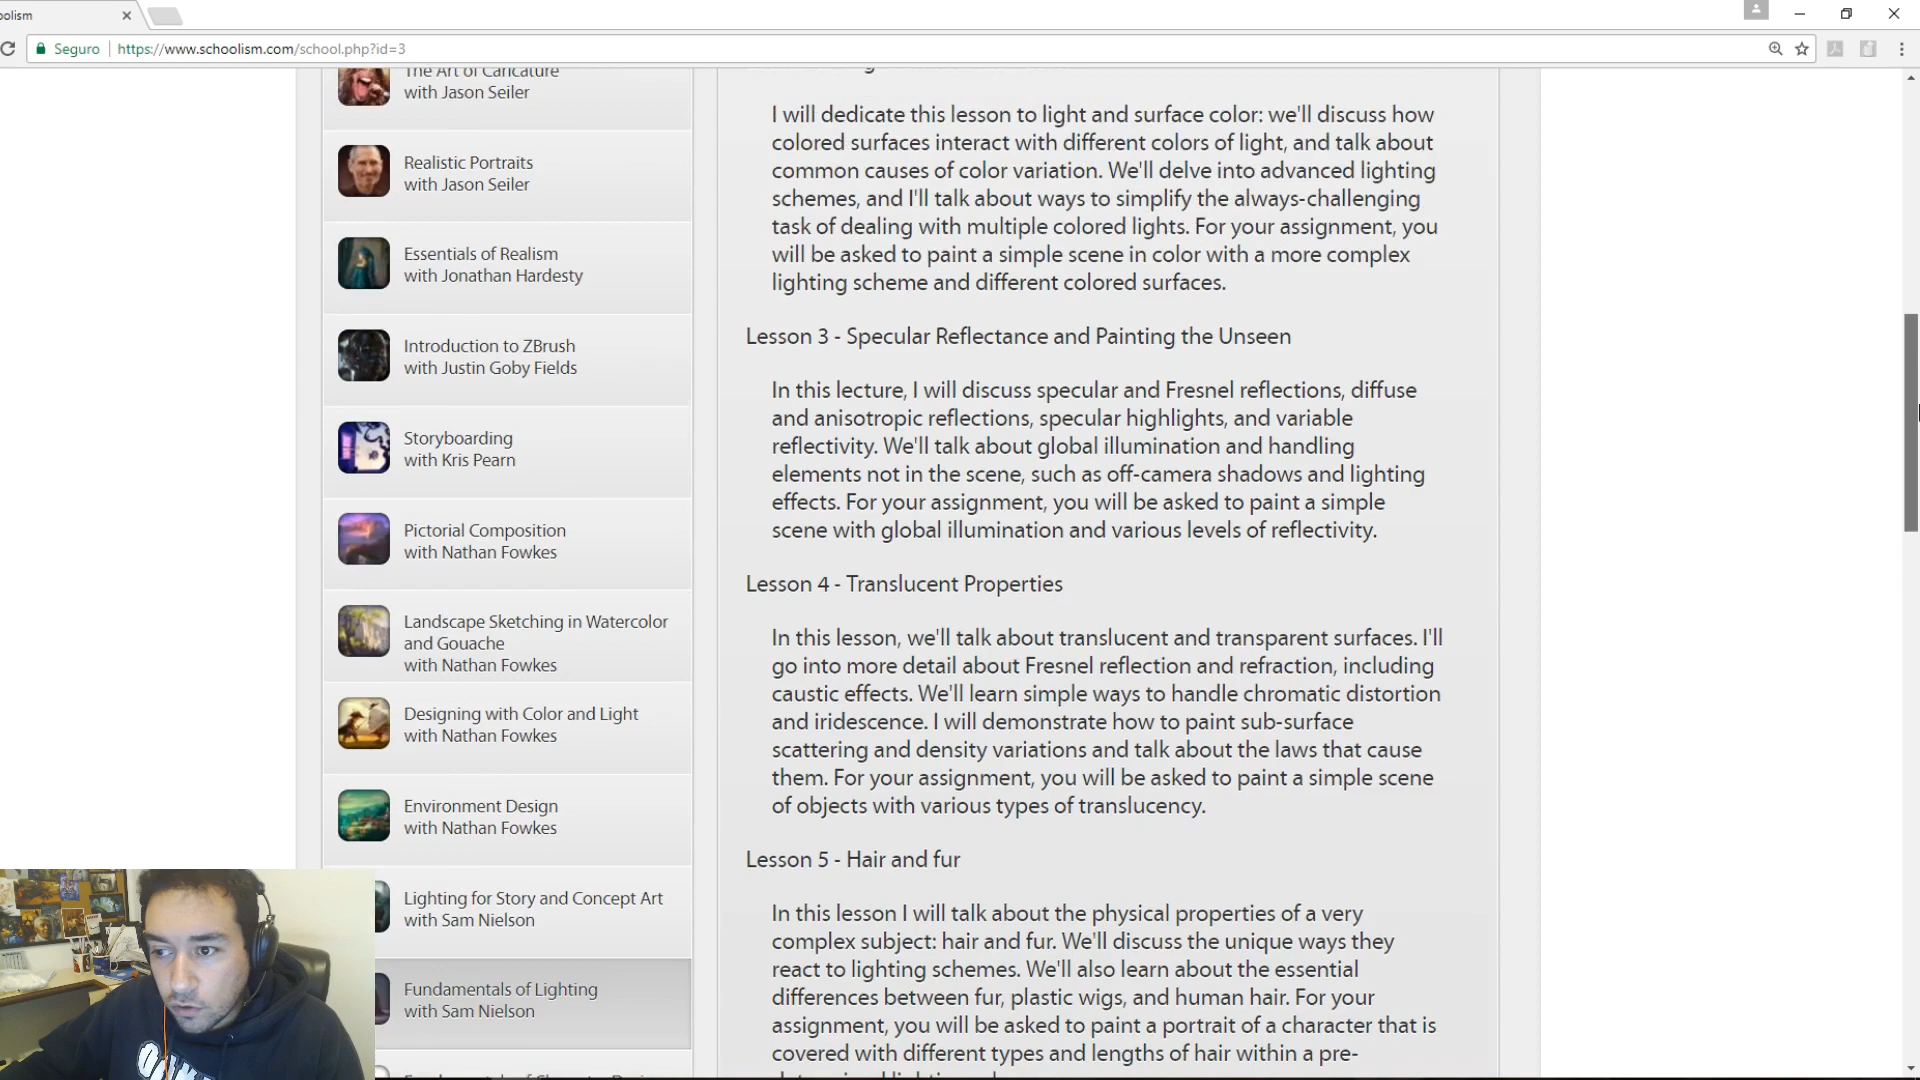 oolism
Seguro
https://www.schoolism.com/school.php?id=3
The Art of Caricature
with Jason Seiler
Realistic Portraits
with Jason Seiler
Essentials of Realism
with Jonathan Hardesty
Introduction to ZBrush
with Justin Goby Fields
Storyboarding
with Kris Pearn
Pictorial Composition
with Nathan Fowkes
Landscape Sketching in Watercolor
and Gouache
with Nathan Fowkes
Designing with Color and Light
with Nathan Fowkes
Environment Design
with Nathan Fowkes
Lighting for Story and Concept Art
with Sam Nielson
Fundamentals of Lighting
with Sam Nielson
I will dedicate this lesson to light and surface color: we'll discuss how
colored surfaces interact with different colors of light, and talk about
common causes of color variation. We'll delve into advanced lighting
schemes, and I'll talk about ways to simplify the always-challenging
task of dealing with multiple colored lights. For your assignment, you
will be asked to paint a simple scene in color with a more complex
lighting scheme and different colored surfaces.
Lesson 3 - Specular Reflectance and Painting the Unseen
In this lecture, I will discuss specular and Fresnel reflections, diffuse
and anisotropic reflections, specular highlights, and variable
reflectivity. We'll talk about global illumination and handling
elements not in the scene, such as off-camera shadows and lighting
effects. For your assignment, you will be asked to paint a simple
scene with global illumination and various levels of reflectivity.
Lesson 4 - Translucent Properties
In this lesson, we'll talk about translucent and transparent surfaces. I'll
go into more detail about Fresnel reflection and refraction, including
caustic effects. We'll learn simple ways to handle chromatic distortion
and iridescence. I will demonstrate how to paint sub-surface
scattering and density variations and talk about the laws that cause
them. For your assignment, you will be asked to paint a simple scene
of objects with various types of translucency.
Lesson 5 - Hair and fur
In this lesson I will talk about the physical properties of a very
complex subject: hair and fur. We'll discuss the unique ways they
react to lighting schemes. We'll also learn about the essential
differences between fur, plastic wigs, and human hair. For your
assignment, you will be asked to paint a portrait of a character that is
covered with different types and lengths of hair within a pre-